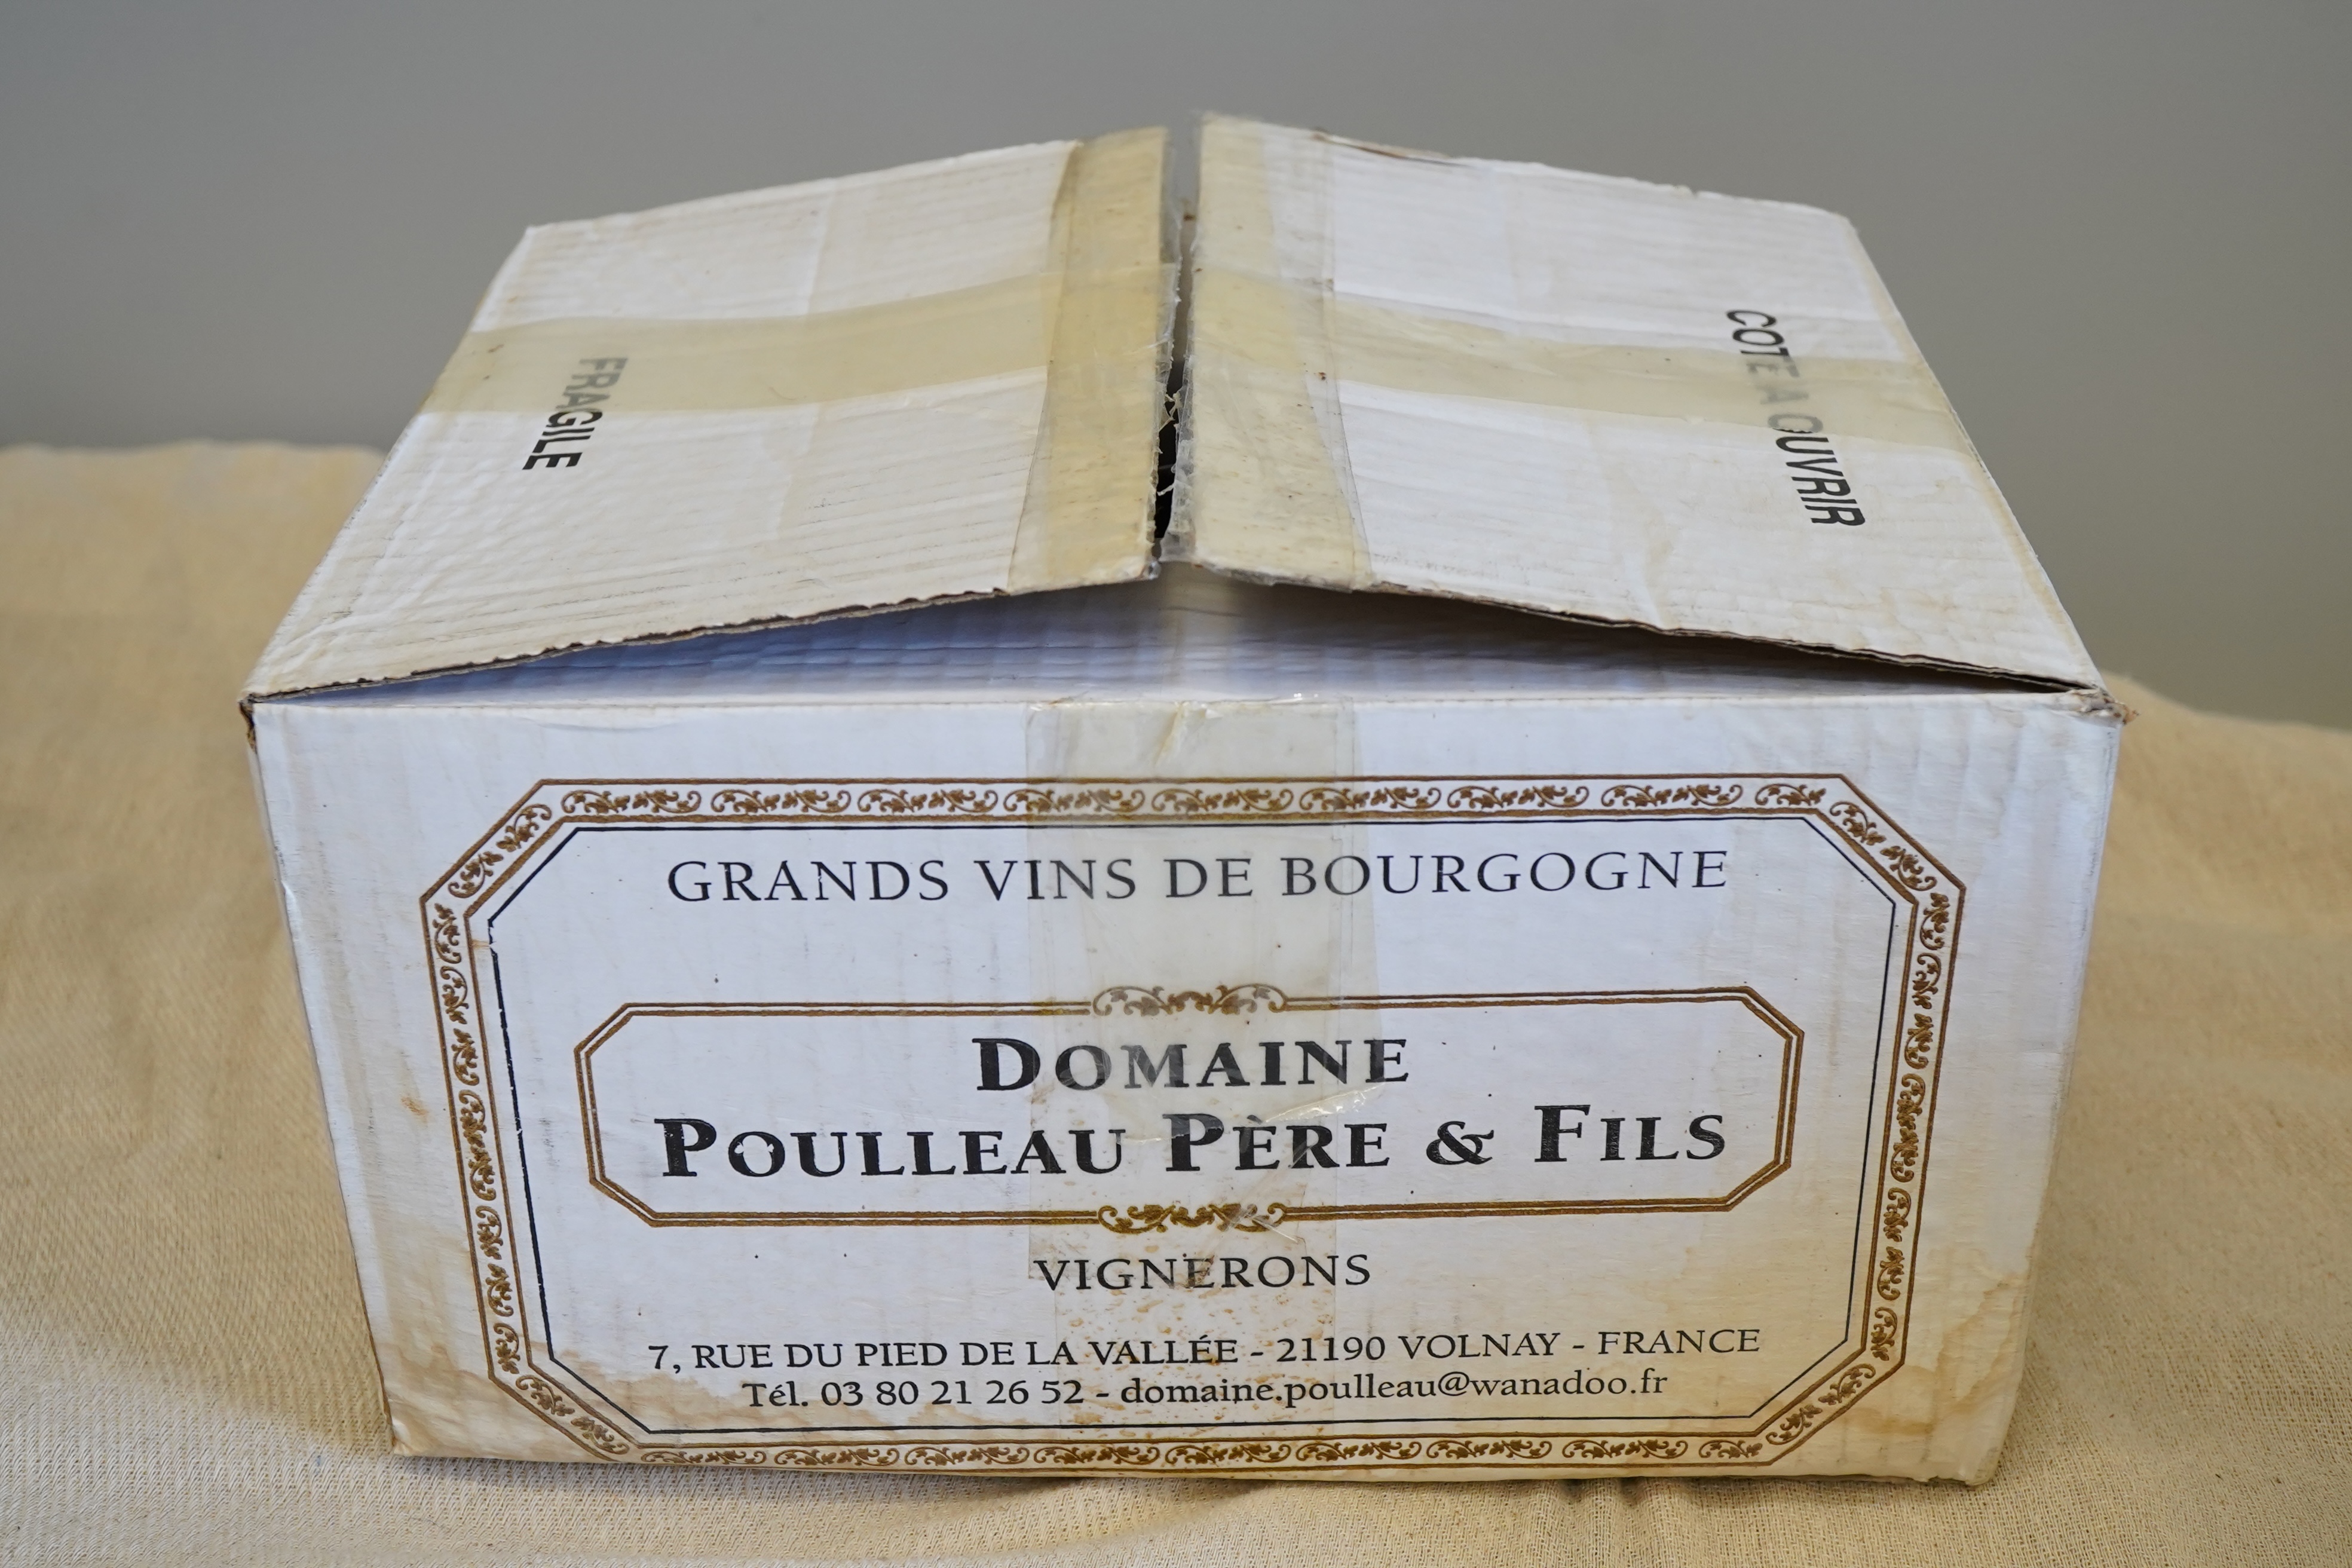 FRAGILE
COTE A OUVRIR
GRANDS VINS DE BOURGOGNE
DOMAINE
POULLEAU PÈRE & FILS
VIGNERONS
7, RUE DU PIED DE LA VALLÉE - 21190 VOLNAY - FRANCE
Tél. 03 80 21 26 52 - domaine.poulleau@wanadoo.fr